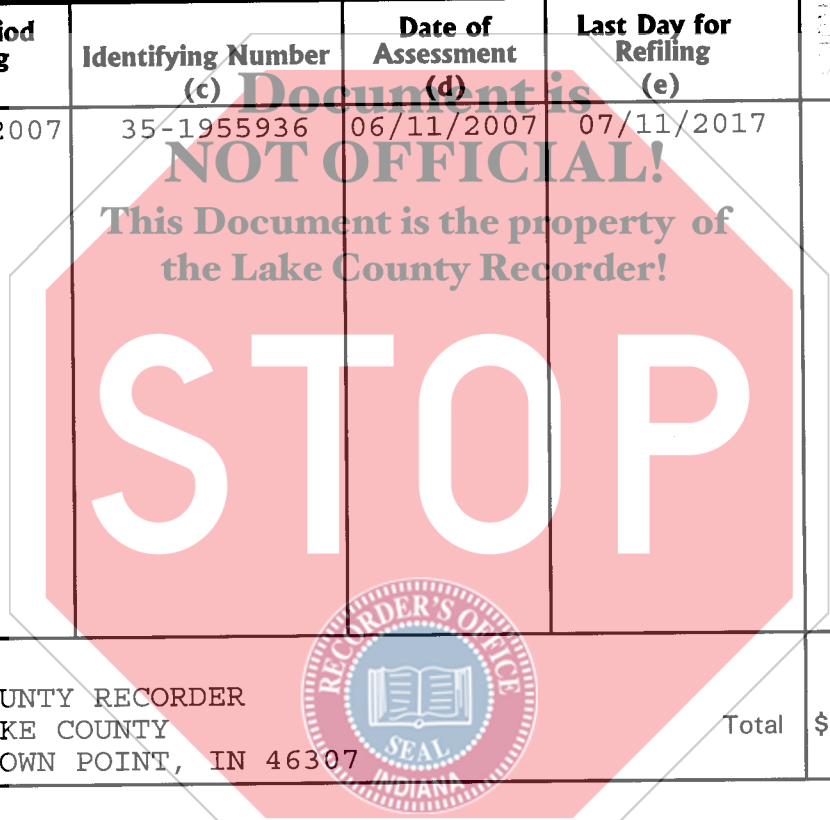 iod
g
Identifying Number
(c)
Date of
Assessment
(d)
Last Day for
Refiling
(e)
Document is
2007
35-1955936
06/11/2007
07/11/2017
NOT OFFICIAL!
This Document is the property of
the Lake County Recorder!
STOP
RECORDER'S OFFICE
SEAL
INDIANA
UNTY RECORDER
KE COUNTY
OWN POINT, IN 46307
Total
$